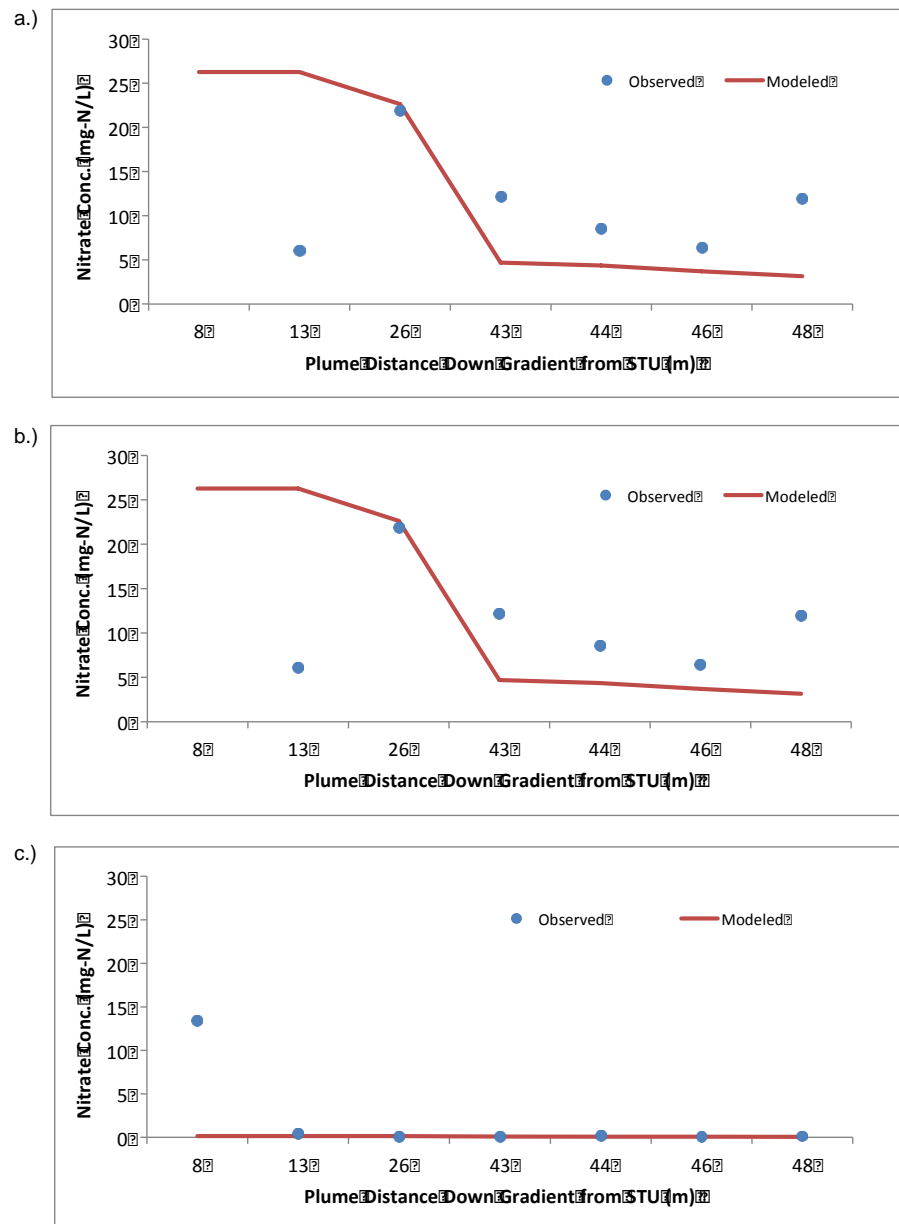 a.)
30
25
20
15
10
5
0
Nitrate Conc. (mg-N/L)
Observed
Modeled
8 13 26 43 44 46 48
Plume Distance Down Gradient from STU (m)
b.)
30
25
20
15
10
5
0
Nitrate Conc. (mg-N/L)
Observed
Modeled
8 13 26 43 44 46 48
Plume Distance Down Gradient from STU (m)
c.)
30
25
20
15
10
5
0
Nitrate Conc. (mg-N/L)
Observed
Modeled
8 13 26 43 44 46 48
Plume Distance Down Gradient from STU (m)